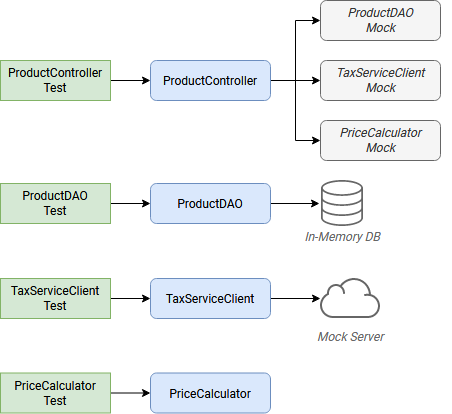 ProductDAO
Mock
ProductController
Test
ProductController
TaxServiceClient
Mock
PriceCalculator
Mock
ProductDAO
Test
ProductDAO
In-Memory DB
TaxServiceClient
Test
TaxServiceClient
Mock Server
PriceCalculator
Test
PriceCalculator